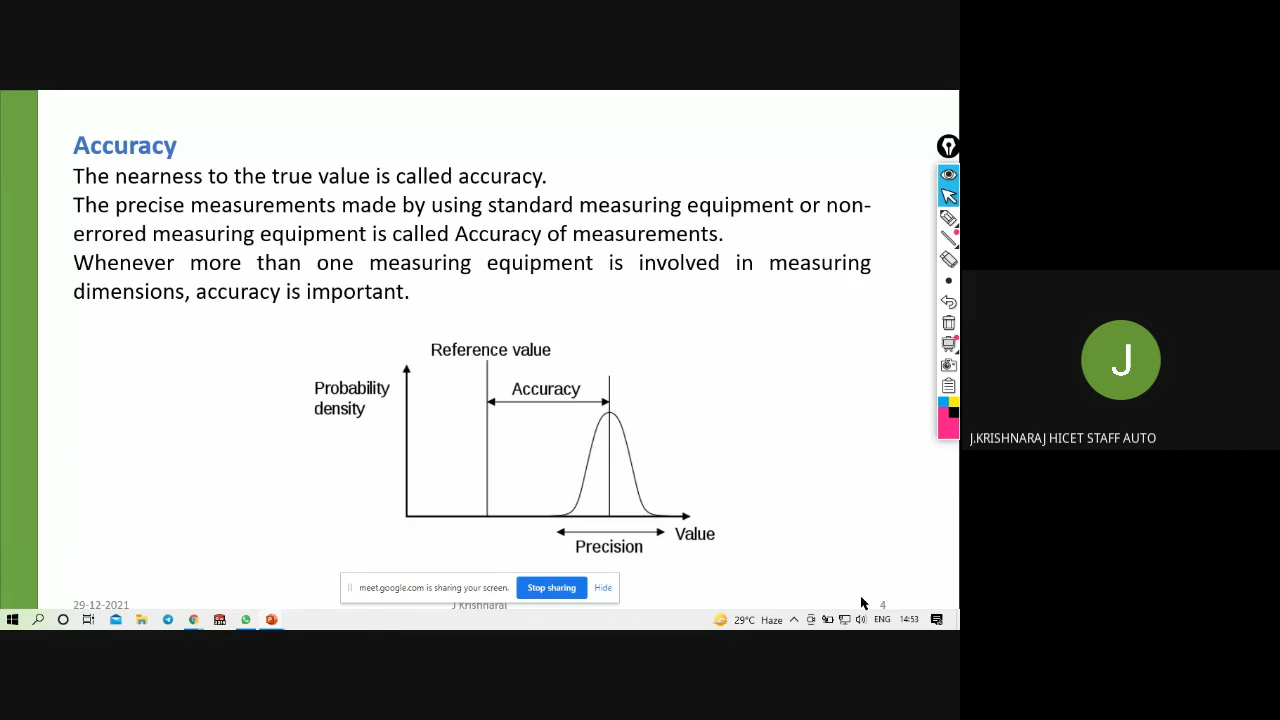 Accuracy
The nearness to the true value is called accuracy.
The precise measurements made by using standard measuring equipment or non-
errored measuring equipment is called Accuracy of measurements.
Whenever more than one measuring equipment is involved in measuring
dimensions, accuracy is important.
Reference value
Probability
density
Accuracy
Value
Precision
meet.google.com is sharing your screen.
Stop sharing
Hide
29-12-2021
J Krishnaraj
4
29°C Haze
ENG
14:53
J
J.KRISHNARAJ HICET STAFF AUTO